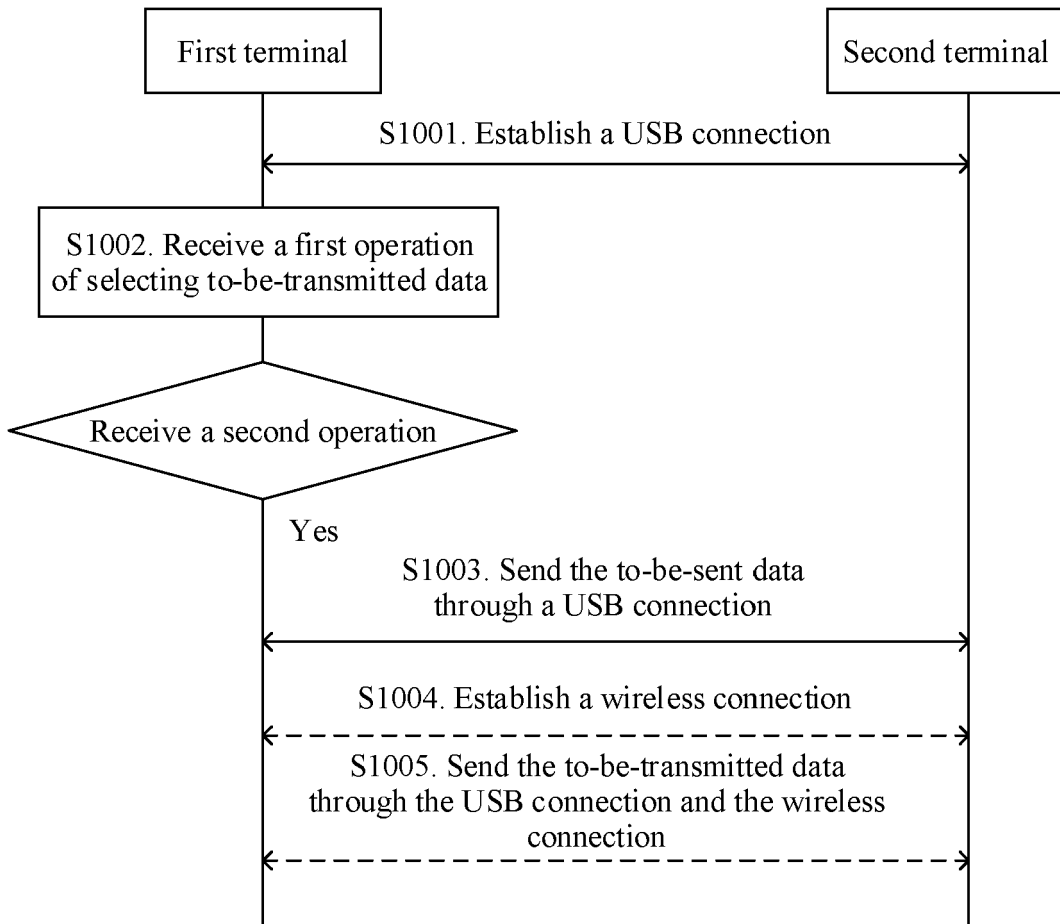 First terminal
Second terminal
S1001. Establish a USB connection
S1002. Receive a first operation
of selecting to-be-transmitted data
Receive a second operation
Yes
S1003. Send the to-be-sent data
through a USB connection
S1004. Establish a wireless connection
S1005. Send the to-be-transmitted data
through the USB connection and the wireless
connection